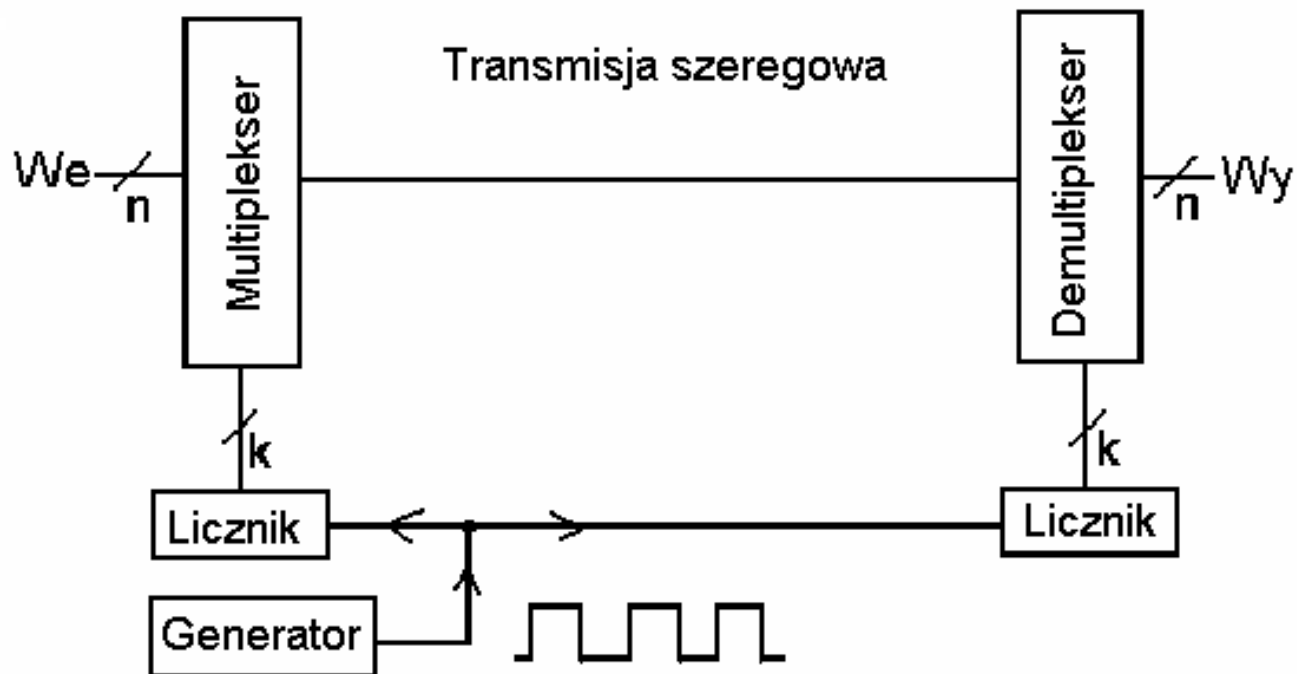 Transmisja szeregowa
We
n
Multiplekser
Demultiplekser
n
Wy
k
k
Licznik
Licznik
Generator